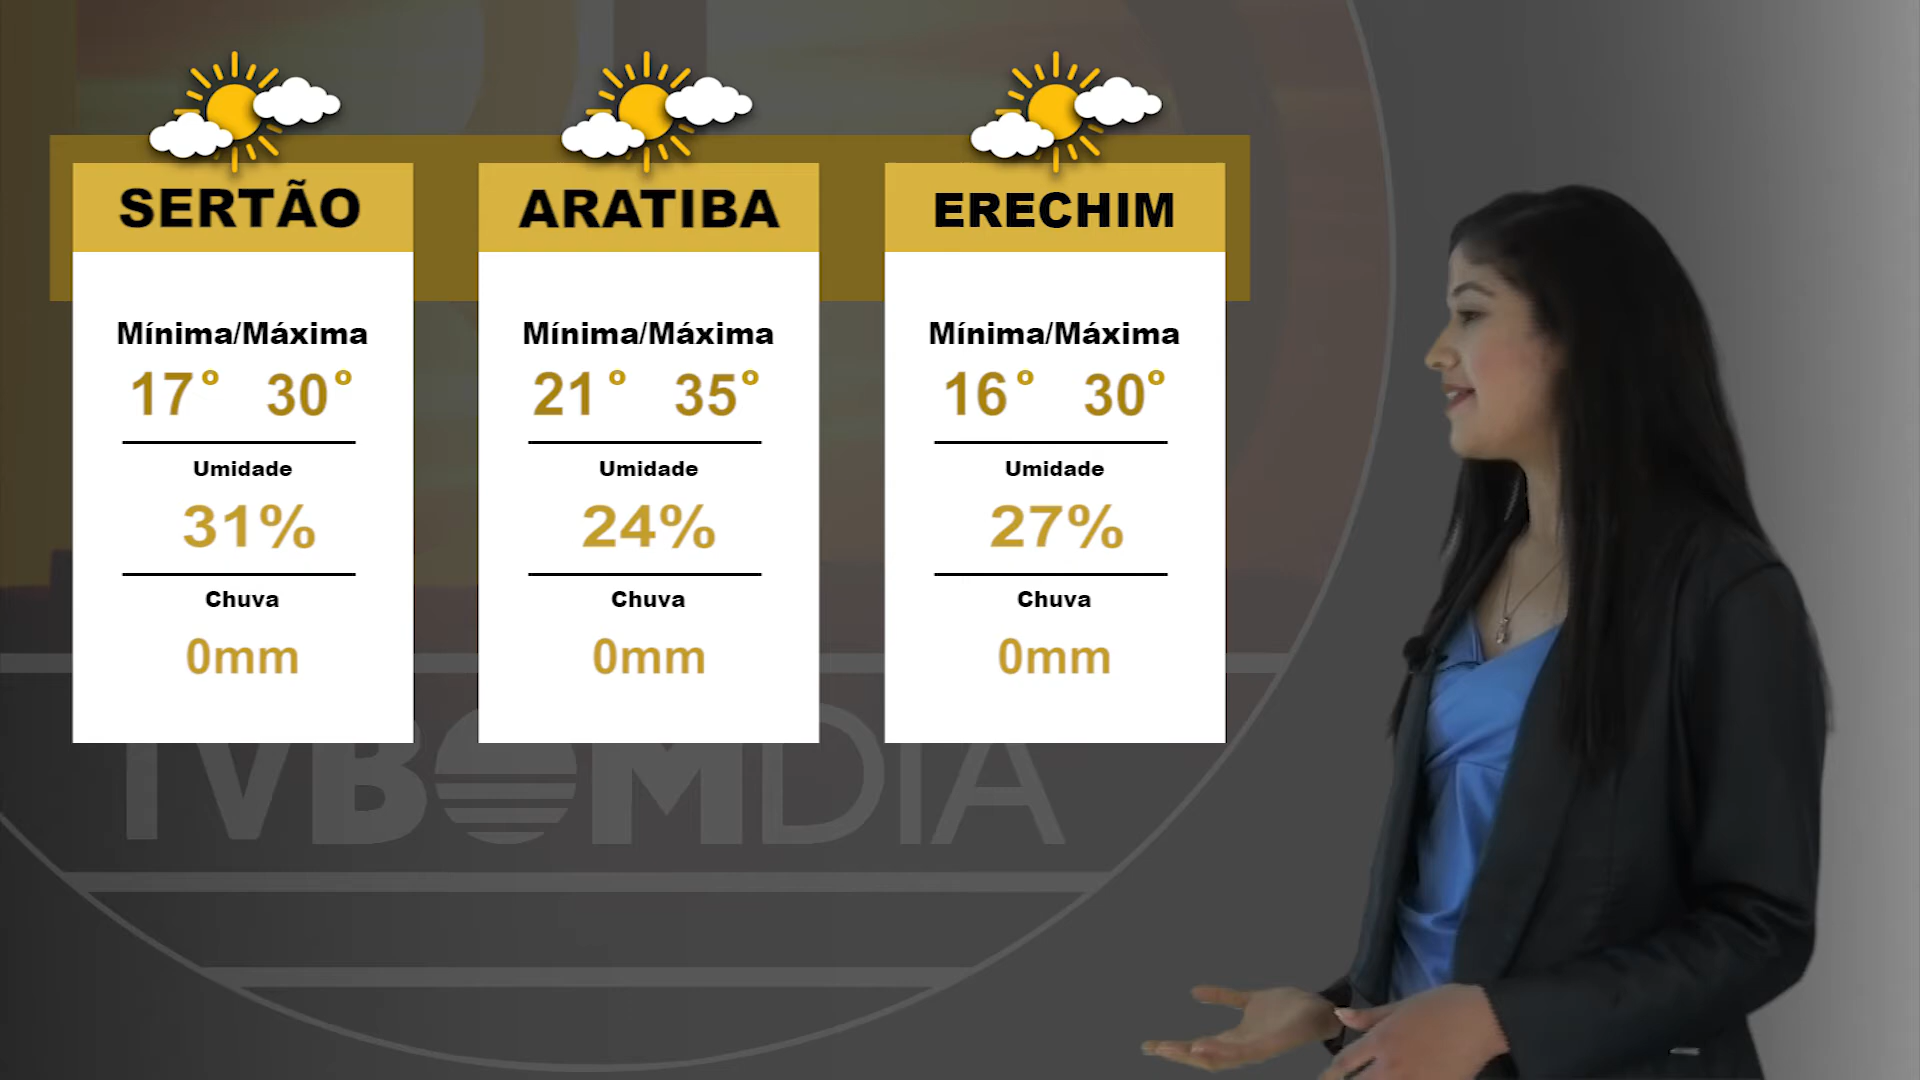 SERTÃO
Mínima/Máxima
17° 30°
Umidade
31%
Chuva
0mm
ARATIBA
Mínima/Máxima
21° 35°
Umidade
24%
Chuva
0mm
ERECHIM
Mínima/Máxima
16° 30°
Umidade
27%
Chuva
0mm
TVBOMDIA